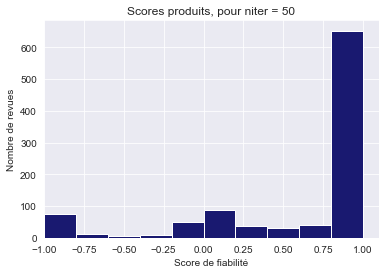 Scores produits, pour niter = 50
Nombre de revues
600
500
400
300
200
100
0
−1.00 −0.75 −0.50 −0.25 0.00 0.25 0.50 0.75 1.00
Score de fiabilité